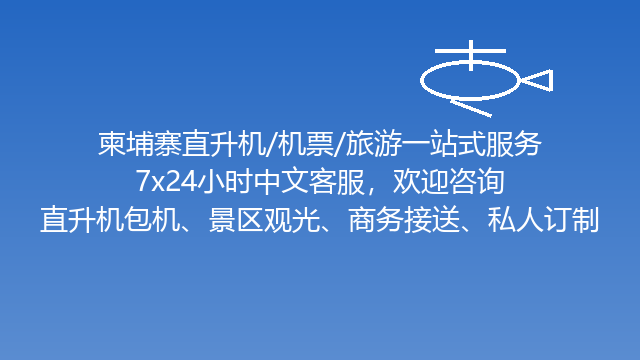 柬埔寨直升机/机票/旅游一站式服务
7x24小时中文客服，欢迎咨询
直升机包机、景区观光、商务接送、私人订制